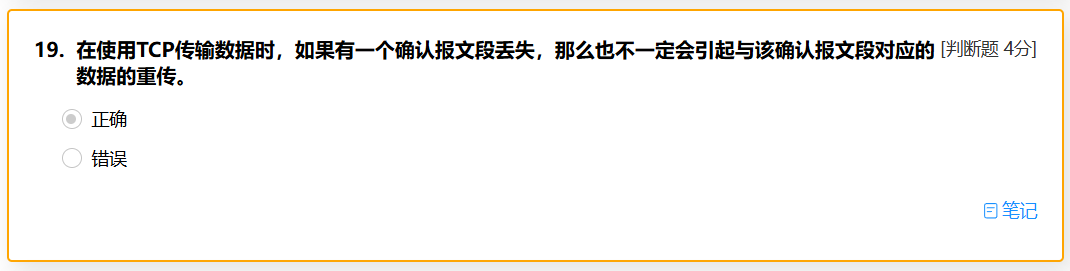 19. 在使用TCP传输数据时，如果有一个确认报文段丢失，那么也不一定会引起与该确认报文段对应的 [判断题 4分]
数据的重传。
正确
错误
笔记